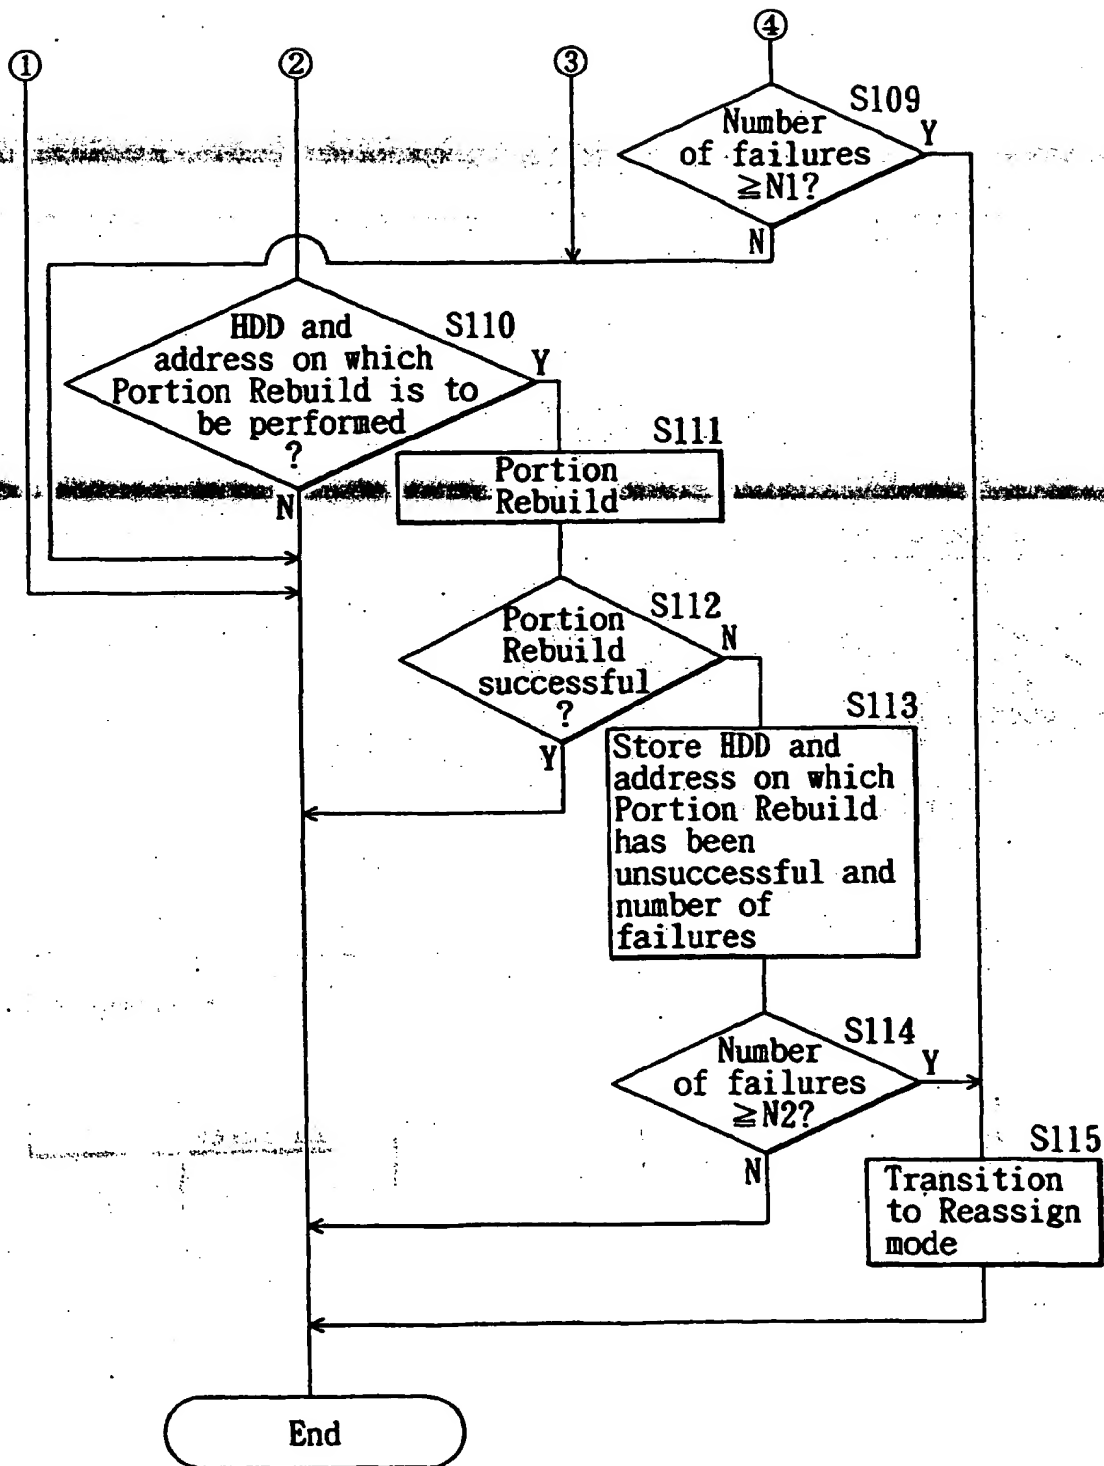 ①
②
③
④
S109
Number
of failures
≧N1?
Y
N
S110
HDD and
address on which
Portion Rebuild is to
be performed
?
Y
N
S111
Portion
Rebuild
S112
Portion
Rebuild
successful
?
N
Y
S113
Store HDD and
address on which
Portion Rebuild
has been
unsuccessful and
number of
failures
S114
Number
of failures
≧N2?
Y
N
S115
Transition
to Reassign
mode
End